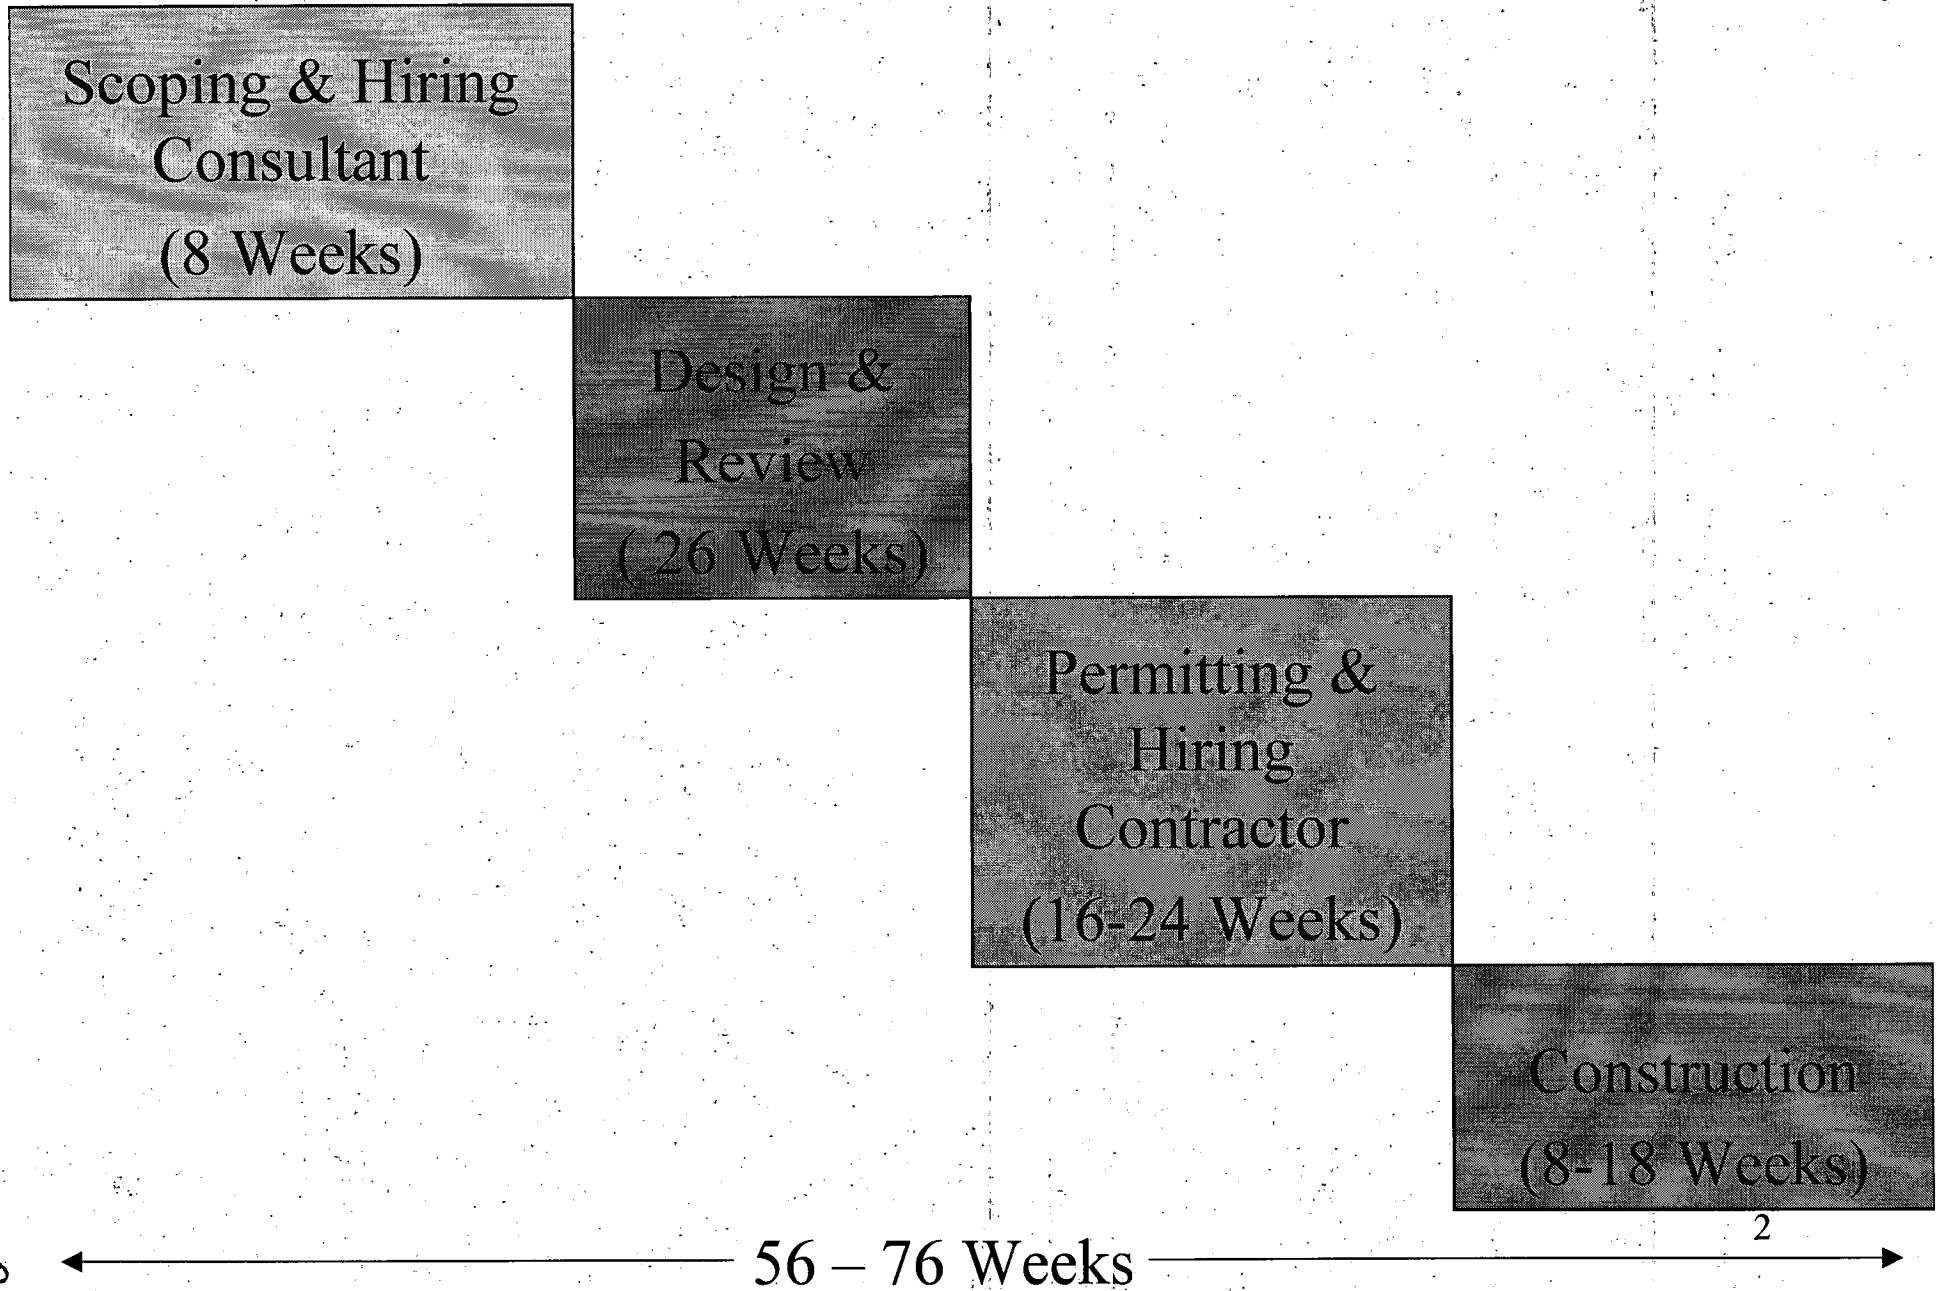 Scoping & Hiring
Consultant
(8 Weeks)
Design &
Review
( 26 Weeks)
Permitting &
Hiring
Contractor
(16-24 Weeks)
Construction
(8-18 Weeks)
2
56 – 76 Weeks